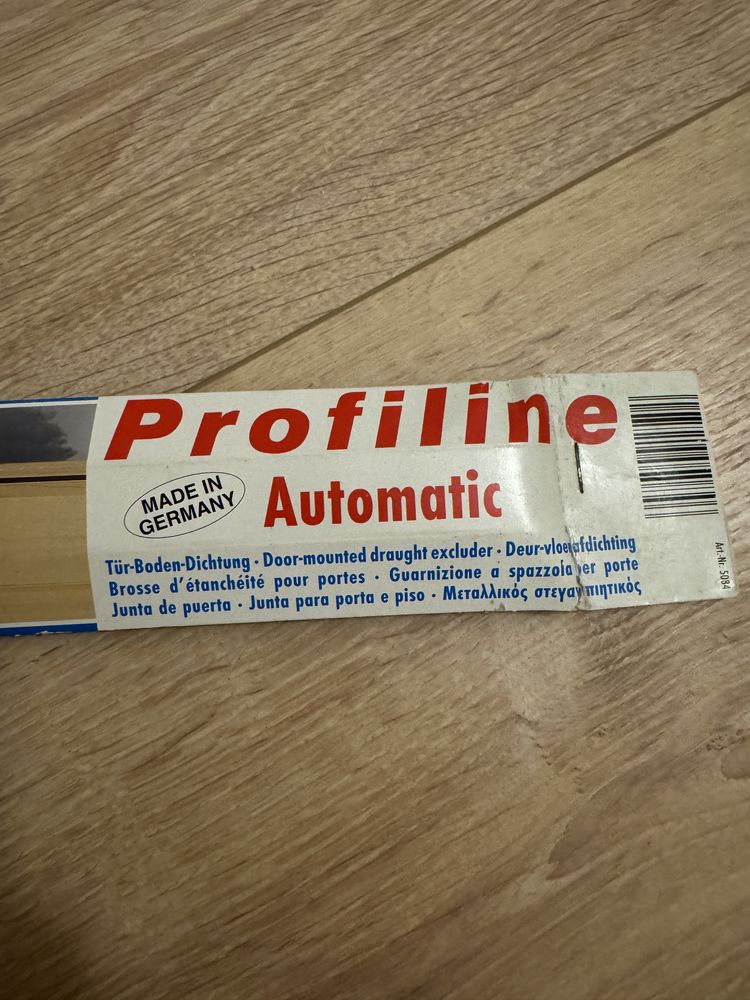 Profiline
MADE IN
GERMANY
Automatic
Tür-Boden-Dichtung · Door-mounted draught excluder · Deur-vloerafdichting
Brosse d'étanchéité pour portes · Guarnizione a spazzola per porte
Junta de puerta · Junta para porta e piso · Μεταλλικός στεγανοπιητικός
Art.-Nr. 5084